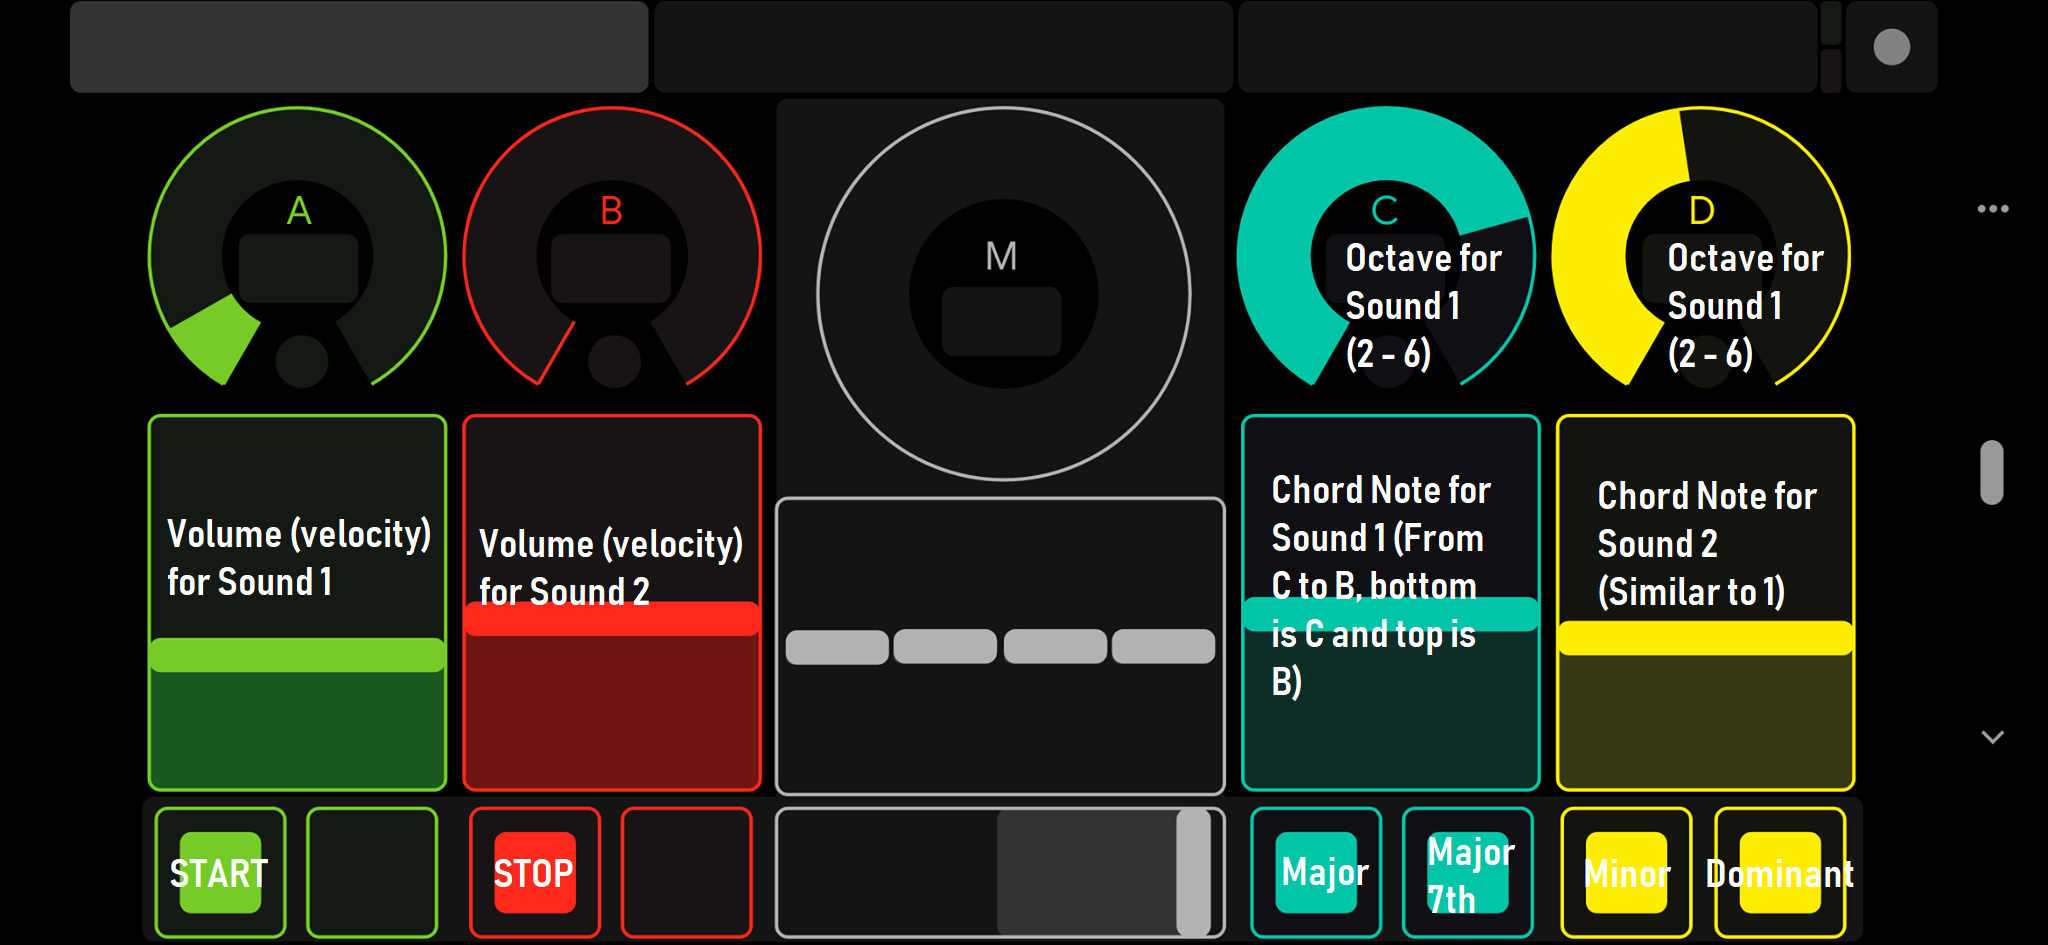 A
B
M
C
Octave for
Sound 1
(2 - 6)
D
Octave for
Sound 1
(2 - 6)
Volume (velocity)
for Sound 1
Volume (velocity)
for Sound 2
Chord Note for
Sound 1 (From
C to B, bottom
is C and top is
B)
Chord Note for
Sound 2
(Similar to 1)
START
STOP
Major
Major
7th
Minor
Dominant